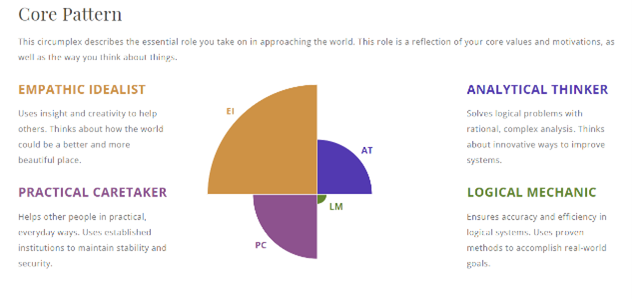 Core Pattern
This circumplex describes the essential role you take on in approaching the world. This role is a reflection of your core values and motivations, as
well as the way you think about things.
EMPATHIC IDEALIST
Uses insight and creativity to help
others. Thinks about how the world
could be a better and more
beautiful place.
PRACTICAL CARETAKER
Helps other people in practical,
everyday ways. Uses established
institutions to maintain stability and
security.
EI
AT
LM
PC
ANALYTICAL THINKER
Solves logical problems with
rational, complex analysis. Thinks
about innovative ways to improve
systems.
LOGICAL MECHANIC
Ensures accuracy and efficiency in
logical systems. Uses proven
methods to accomplish real-world
goals.